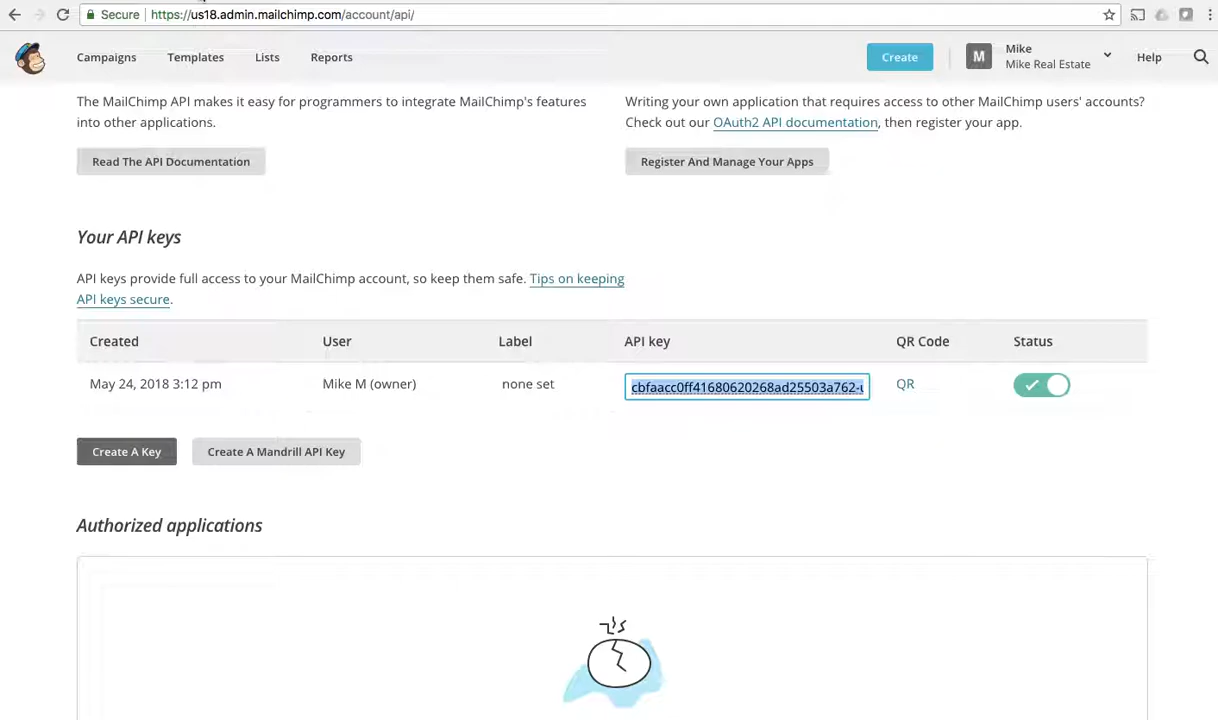 Secure https://us18.admin.mailchimp.com/account/api/
Campaigns Templates Lists Reports Create M Mike Help
Mike Real Estate
The MailChimp API makes it easy for programmers to integrate MailChimp's features
into other applications.
Read The API Documentation
Writing your own application that requires access to other MailChimp users' accounts?
Check out our OAuth2 API documentation, then register your app.
Register And Manage Your Apps
Your API keys
API keys provide full access to your MailChimp account, so keep them safe. Tips on keeping
API keys secure.
Created User Label API key QR Code Status
May 24, 2018 3:12 pm Mike M (owner) none set cbfaacc0ff41680620268ad25503a762-u QR
Create A Key Create A Mandrill API Key
Authorized applications